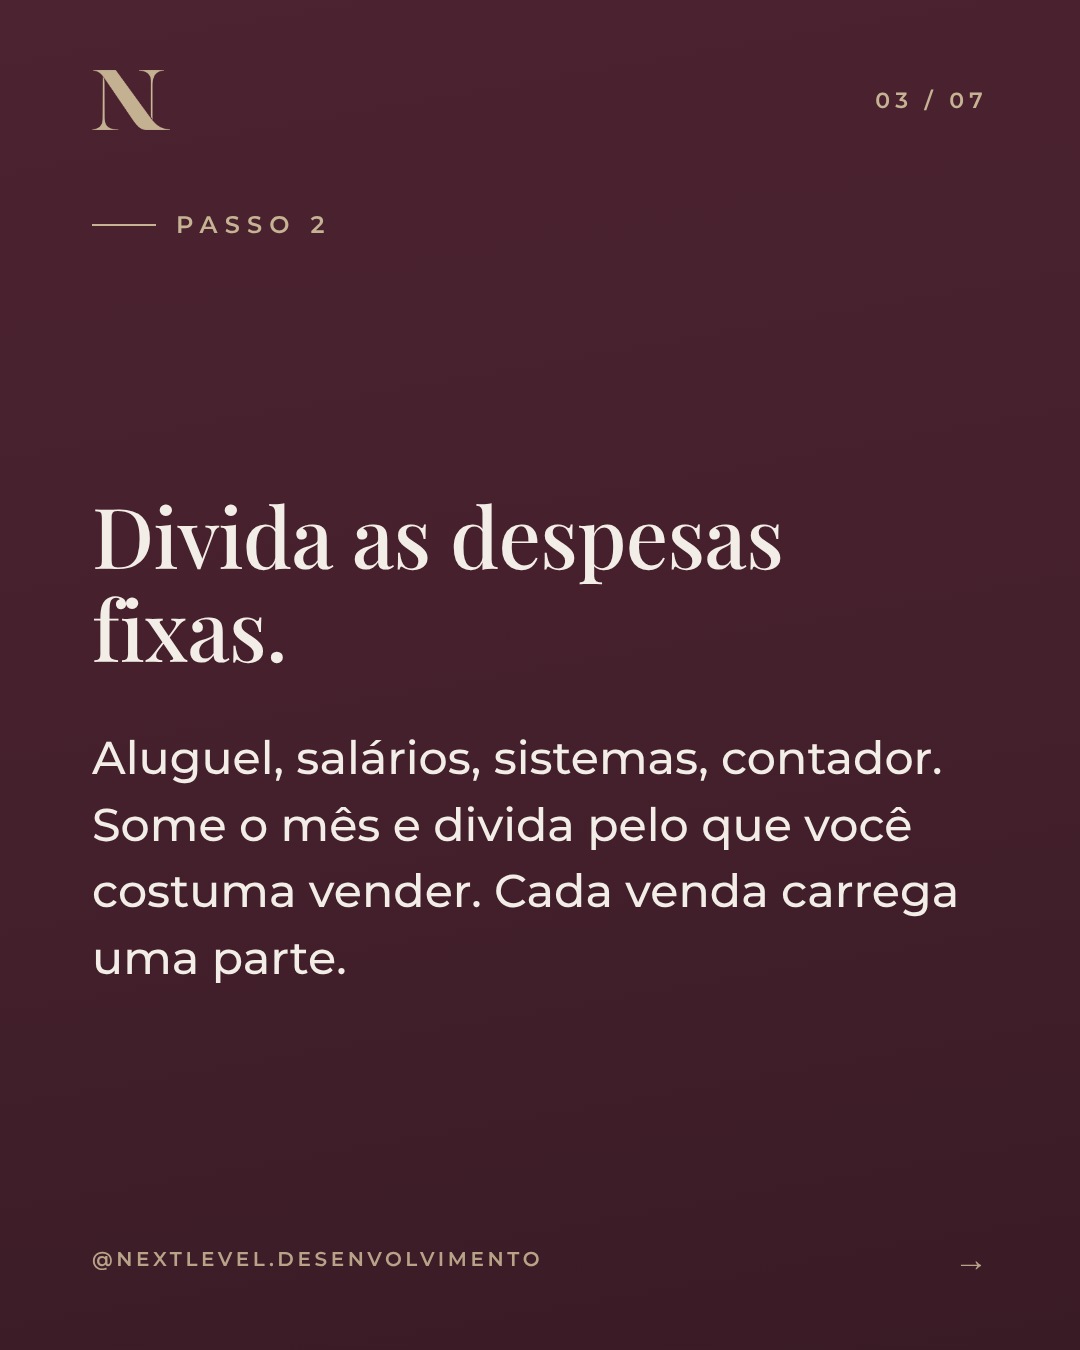 N
03 / 07
PASSO 2
Divida as despesas
fixas.
Aluguel, salários, sistemas, contador.
Some o mês e divida pelo que você
costuma vender. Cada venda carrega
uma parte.
@NEXTLEVEL.DESENVOLVIMENTO
→